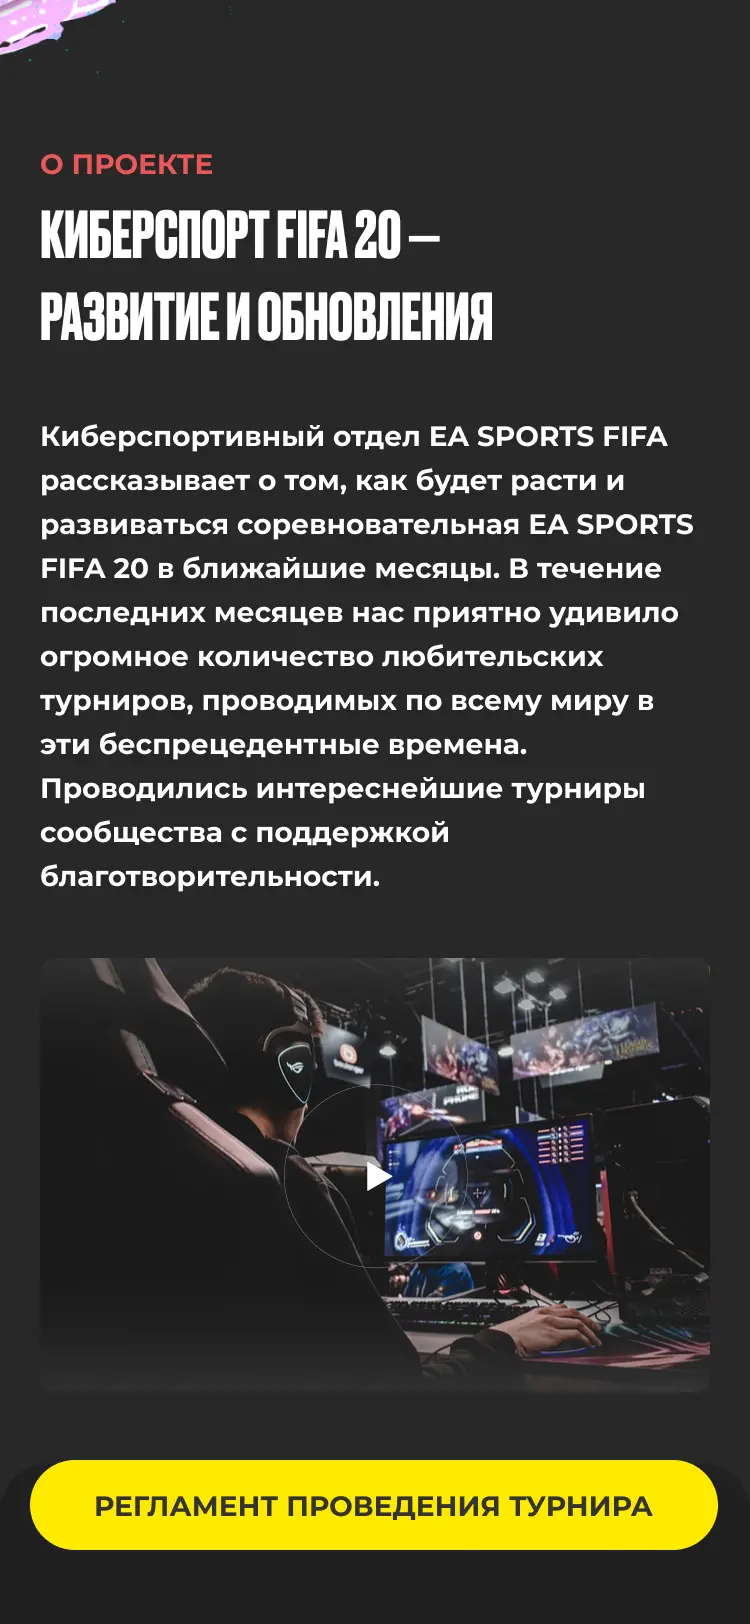 О ПРОЕКТЕ
КИБЕРСПОРТ FIFA 20 –
РАЗВИТИЕ И ОБНОВЛЕНИЯ
Киберспортивный отдел EA SPORTS FIFA
рассказывает о том, как будет расти и
развиваться соревновательная EA SPORTS
FIFA 20 в ближайшие месяцы. В течение
последних месяцев нас приятно удивило
огромное количество любительских
турниров, проводимых по всему миру в
эти беспрецедентные времена.
Проводились интереснейшие турниры
сообщества с поддержкой
благотворительности.
РЕГЛАМЕНТ ПРОВЕДЕНИЯ ТУРНИРА